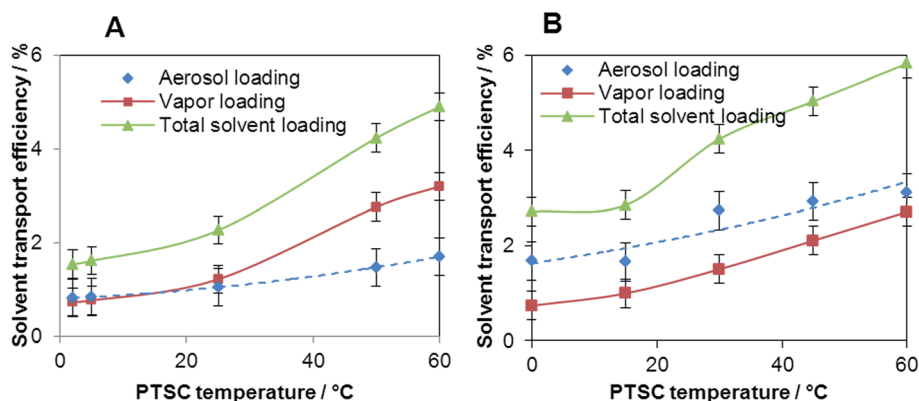 A
Solvent transport efficiency / %
6
4
2
0
Aerosol loading
Vapor loading
Total solvent loading
0
20
40
60
PTSC temperature / °C
B
Solvent transport efficiency / %
6
4
2
0
Aerosol loading
Vapor loading
Total solvent loading
0
20
40
60
PTSC temperature / °C